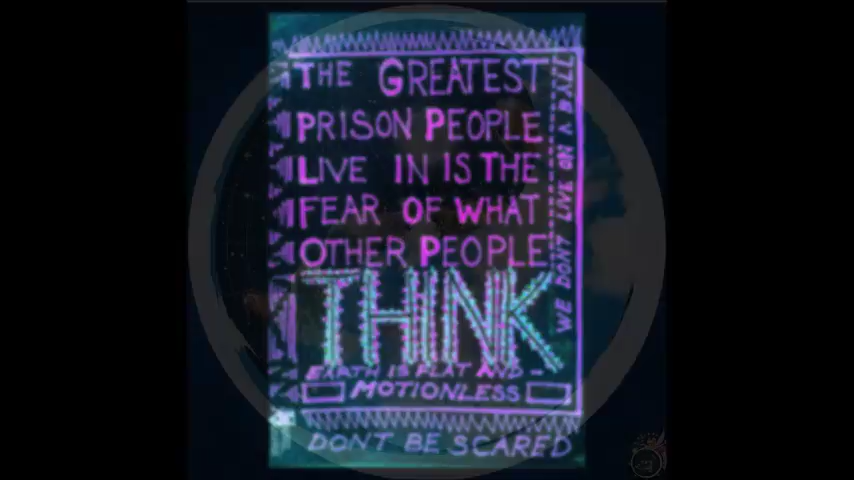 THE GREATEST
PRISON PEOPLE
LIVE IN IS THE
FEAR OF WHAT
OTHER PEOPLE
THINK
EARTH IS FLAT AND -
MOTIONLESS
DONT BE SCARED
WE DONT LIVE ON A BALL